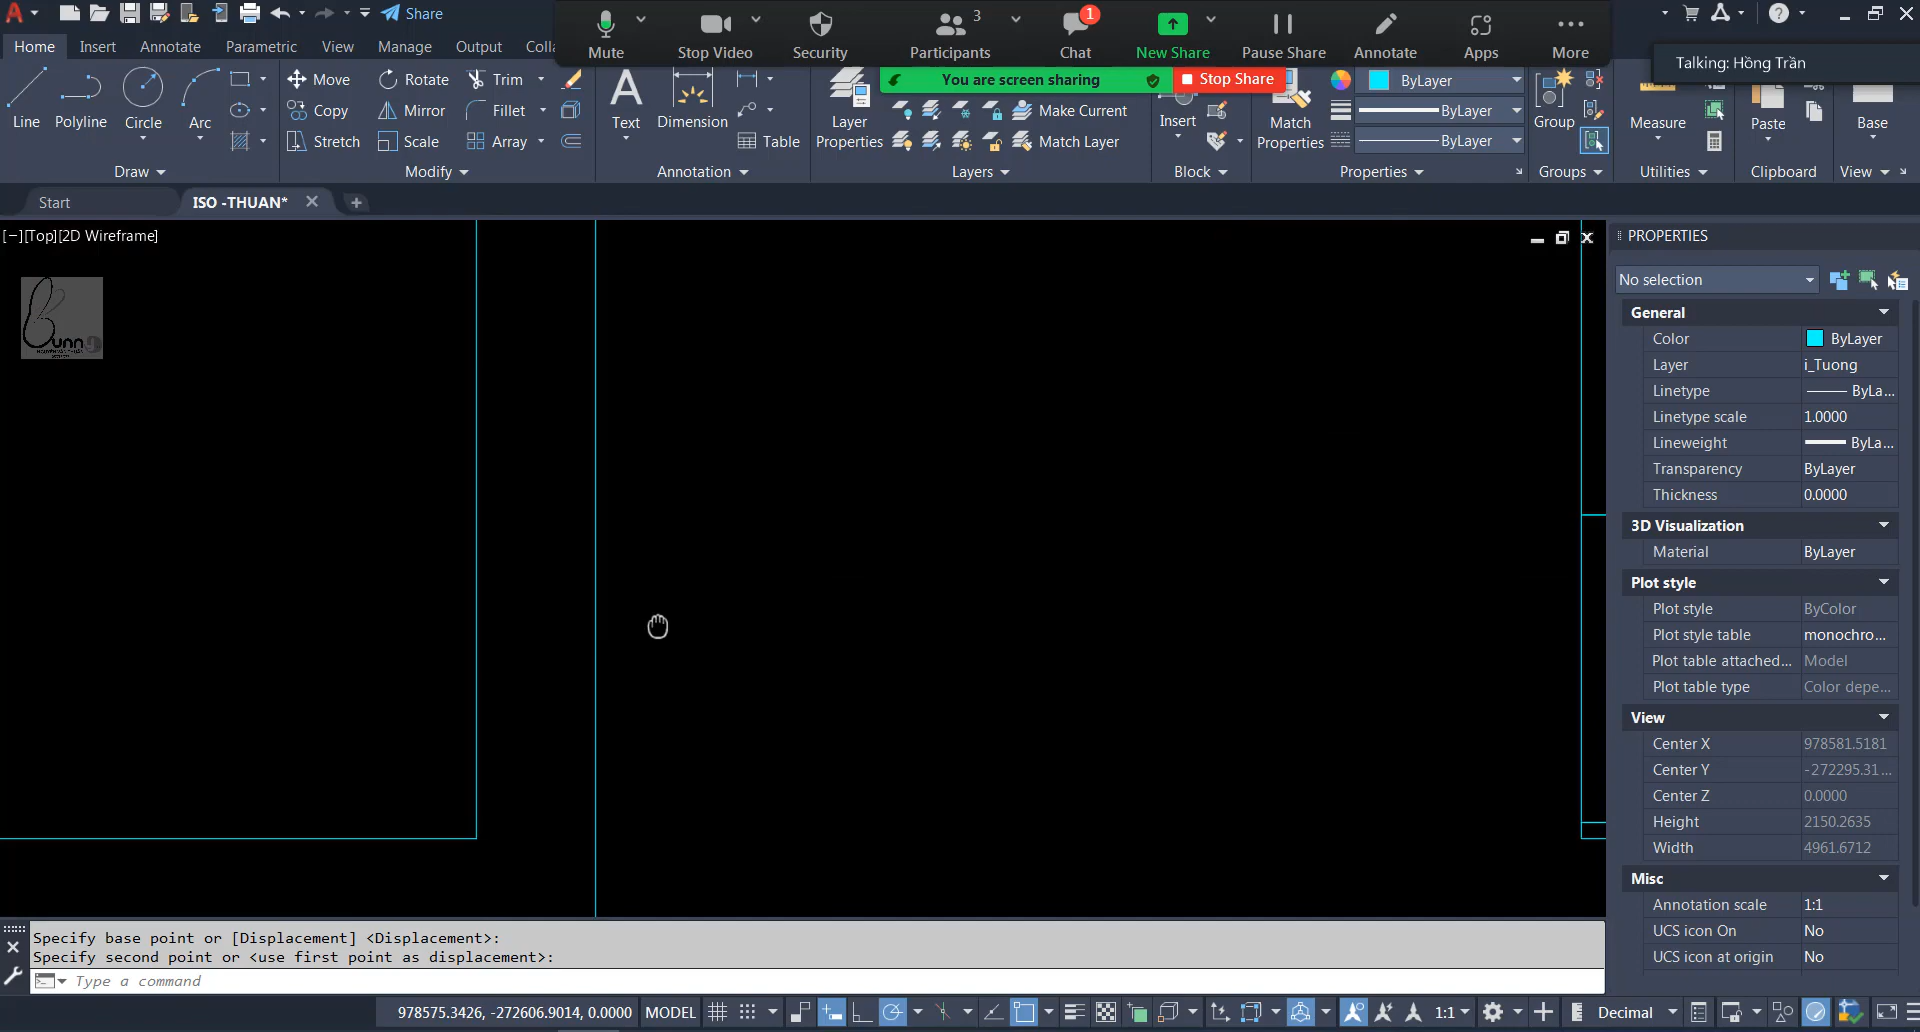 Share
Mute
Stop Video
Security
Participants
3
Chat
1
New Share
Pause Share
Annotate
Apps
More
Home
Insert
Annotate
Parametric
View
Manage
Output
Colla
You are screen sharing
Stop Share
Talking: Hồng Trần
Line
Polyline
Circle
Arc
Move
Rotate
Trim
Copy
Mirror
Fillet
Stretch
Scale
Array
Text
Dimension
Table
Layer
Properties
Make Current
Match Layer
Insert
Match
Properties
ByLayer
ByLayer
ByLayer
Group
Measure
Paste
Base
Draw
Modify
Annotation
Layers
Block
Properties
Groups
Utilities
Clipboard
View
Start
ISO -THUAN*
[−][Top][2D Wireframe]
unn
PROPERTIES
No selection
General
Color ByLayer
Layer i_Tuong
Linetype ByLa...
Linetype scale 1.0000
Lineweight ByLa...
Transparency ByLayer
Thickness 0.0000
3D Visualization
Material ByLayer
Plot style
Plot style ByColor
Plot style table monochro...
Plot table attached... Model
Plot table type Color depe...
View
Center X 978581.5181
Center Y -272295.31...
Center Z 0.0000
Height 2150.2635
Width 4961.6712
Misc
Annotation scale 1:1
UCS icon On No
UCS icon at origin No
Specify base point or [Displacement] <Displacement>:
Specify second point or <use first point as displacement>:
Type a command
978575.3426, -272606.9014, 0.0000 MODEL
1:1
Decimal